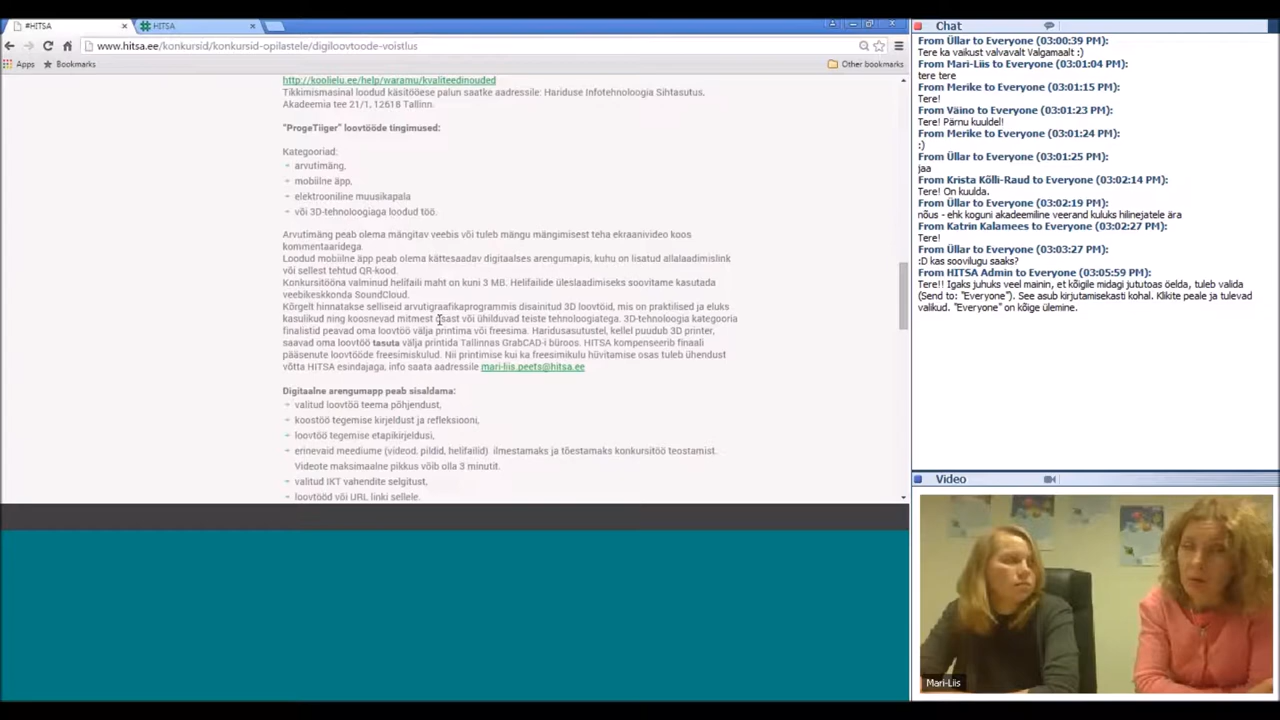 #HITSA
HITSA
www.hitsa.ee/konkursid/konkursid-opilastele/digiloovtoode-voistlus
Apps
Bookmarks
Other bookmarks
http://koolielu.ee/help/waramu/kvaliteedinouded
Tikkimismasinal loodud käsitööese palun saatke aadressile: Hariduse Infotehnoloogia Sihtasutus,
Akadeemia tee 21/1, 12618 Tallinn.
"ProgeTiiger" loovtööde tingimused:
Kategooriad:
arvutimäng,
mobiilne äpp,
elektrooniline muusikapala
või 3D-tehnoloogiaga loodud töö.
Arvutimäng peab olema mängitav veebis või tuleb mängu mängimisest teha ekraanivideo koos
kommentaaridega.
Loodud mobiilne äpp peab olema kättesaadav digitaalses arengumapis, kuhu on lisatud allalaadimislink
või sellest tehtud QR-kood.
Konkursitööna valminud helifaili maht on kuni 3 MB. Helifailide üleslaadimiseks soovitame kasutada
veebikeskkonda SoundCloud.
Kõrgelt hinnatakse selliseid arvutigraafikaprogrammis disainitud 3D loovtöid, mis on praktilised ja eluks
kasulikud ning koosnevad mitmest osast või ühilduvad teiste tehnoloogiatega. 3D-tehnoloogia kategooria
finalistid peavad oma loovtöö välja printima või freesima. Haridusasutustel, kellel puudub 3D printer,
saavad oma loovtöö tasuta välja printida Tallinnas GrabCAD-i büroos. HITSA kompenseerib finaali
pääsenute loovtööde freesimiskulud. Nii printimise kui ka freesimikulu hüvitamise osas tuleb ühendust
võtta HITSA esindajaga, info saata aadressile mari-liis.peets@hitsa.ee
Digitaalne arengumapp peab sisaldama:
valitud loovtöö teema põhjendust,
koostöö tegemise kirjeldust ja refleksiooni,
loovtöö tegemise etapikirjeldusi,
erinevaid meediume (videod, pildid, helifailid) ilmestamaks ja tõestamaks konkursitöö teostamist.
Videote maksimaalne pikkus võib olla 3 minutit.
valitud IKT vahendite selgitust,
loovtööd või URL linki sellele.
Chat
From Üllar to Everyone (03:00:39 PM):
Tere ka vaikust valvavalt Valgamaalt :)
From Mari-Liis to Everyone (03:01:04 PM):
tere tere
From Merike to Everyone (03:01:15 PM):
Tere!
From Väino to Everyone (03:01:23 PM):
Tere! Pärnu kuuldel!
From Merike to Everyone (03:01:24 PM):
:)
From Üllar to Everyone (03:01:25 PM):
jaa
From Krista Kõlli-Raud to Everyone (03:02:14 PM):
Tere! On kuulda.
From Üllar to Everyone (03:02:19 PM):
nõus - ehk koguni akadeemiline veerand kuluks hilinejatele ära
From Katrin Kalamees to Everyone (03:02:27 PM):
Tere!
From Üllar to Everyone (03:03:27 PM):
:D kas soovilugu saaks?
From HITSA Admin to Everyone (03:05:59 PM):
Tere!! Igaks juhuks veel mainin, et kõigile midagi jututoas öelda, tuleb valida
(Send to: "Everyone"). See asub kirjutamisekasti kohal. Klikite peale ja tulevad
valikud. "Everyone" on kõige ülemine.
Video
Mari-Liis